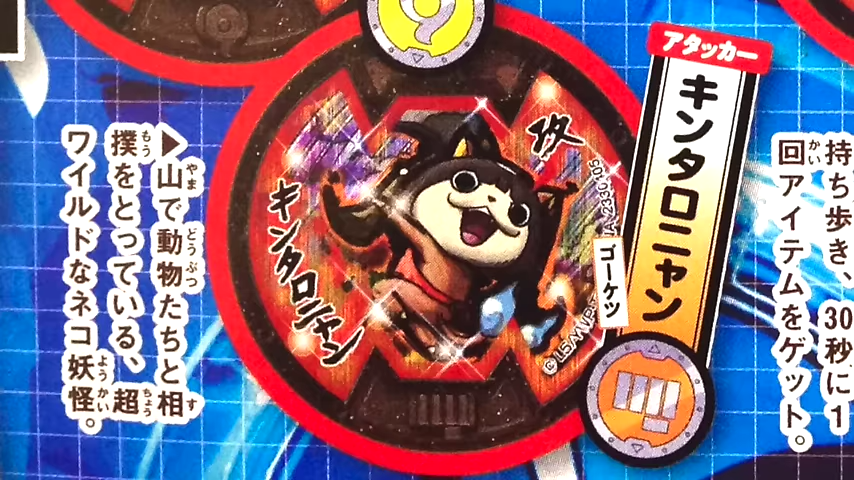 持ち歩き、30秒に1
回アイテムをゲット。
アタッカー
キンタロニャン
ゴーケツ
攻
キンタロニャン
▶山で動物たちと相
撲をとっている、超
ワイルドなネコ妖怪。